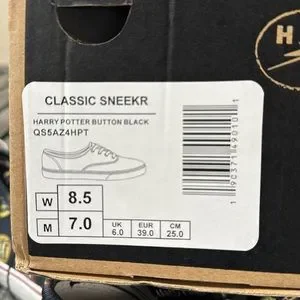 H
CLASSIC SNEEKR
HARRY POTTER BUTTON BLACK
QS5AZ4HPT
W 8.5
M 7.0
UK EUR CM
6.0 39.0 25.0